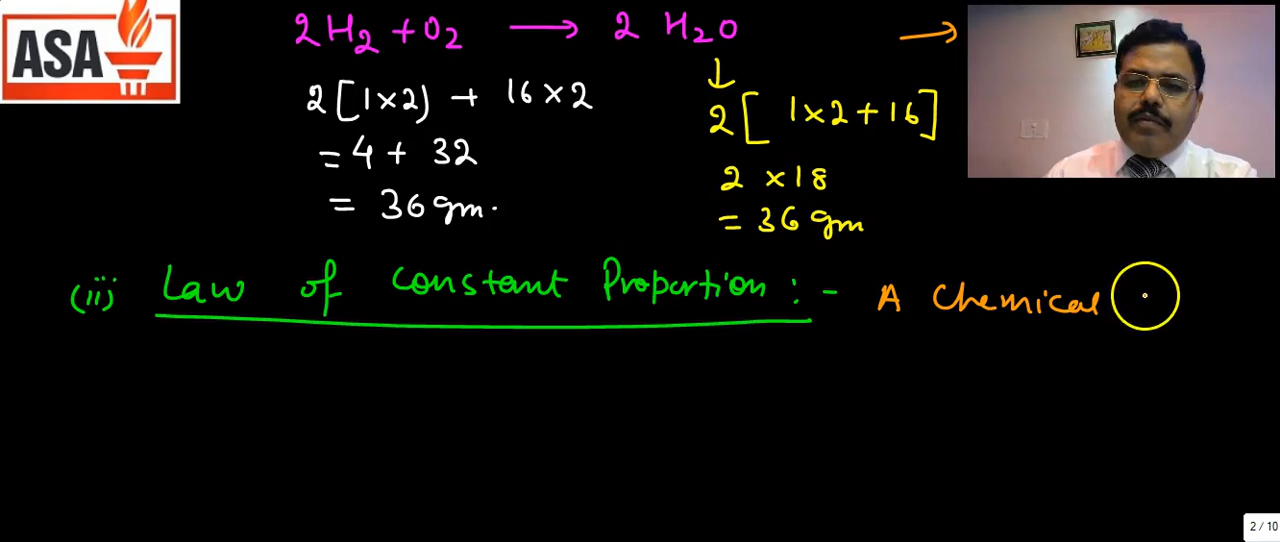 ASA
2H₂ + O₂ ⟶ 2 H₂O →
↓
2[1×2) + 16×2
2[ 1×2+16]
= 4 + 32
2 ×18
= 36 gm.
= 36 gm
(ii) Law of Constant Proportion : - A Chemical
2 / 10